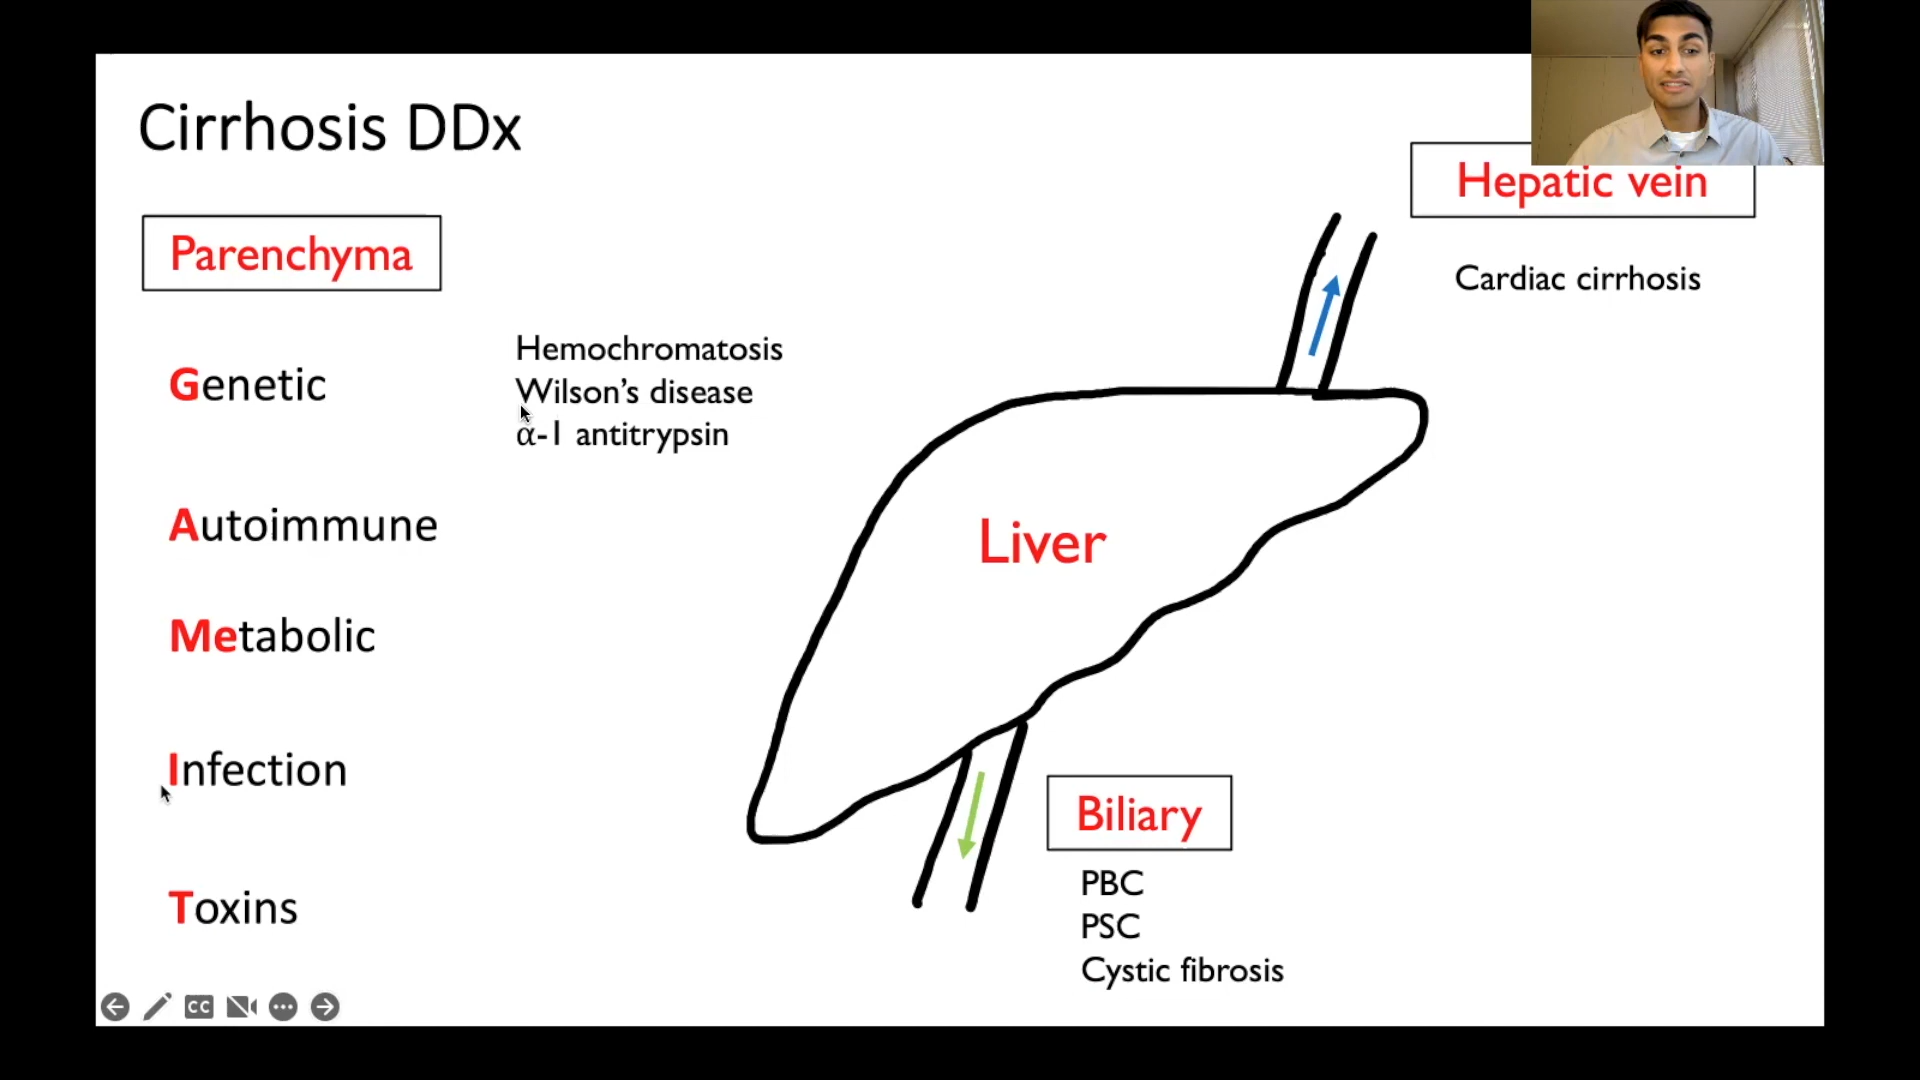 Cirrhosis DDx
Parenchyma
Genetic
Hemochromatosis
Wilson’s disease
α-1 antitrypsin
Autoimmune
Metabolic
Infection
Toxins
Liver
Hepatic vein
Cardiac cirrhosis
Biliary
PBC
PSC
Cystic fibrosis
CC